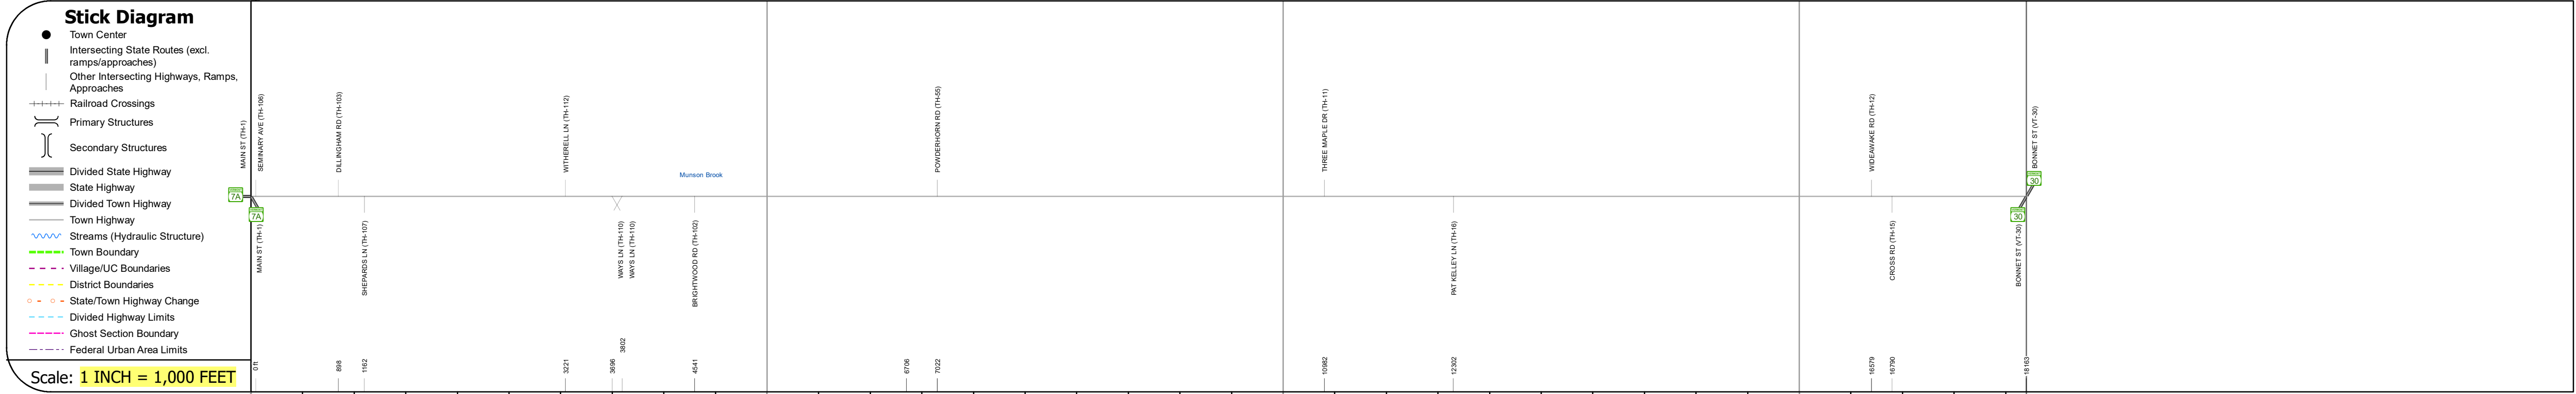 Stick Diagram
Town Center
Intersecting State Routes (excl.
ramps/approaches)
Other Intersecting Highways, Ramps,
Approaches
Railroad Crossings
Primary Structures
Secondary Structures
Divided State Highway
State Highway
Divided Town Highway
Town Highway
Streams (Hydraulic Structure)
Town Boundary
Village/UC Boundaries
District Boundaries
State/Town Highway Change
Divided Highway Limits
Ghost Section Boundary
Federal Urban Area Limits
Scale: 1 INCH = 1,000 FEET
MAIN ST (TH-1)
SEMINARY AVE (TH-106)
DILLINGHAM RD (TH-103)
WITHERELL LN (TH-112)
Munson Brook
POWDERHORN RD (TH-55)
THREE MAPLE DR (TH-11)
WIDEAWAKE RD (TH-12)
BONNET ST (VT-30)
7A
7A
30
30
MAIN ST (TH-1)
SHEPARDS LN (TH-107)
WAYS LN (TH-110)
WAYS LN (TH-110)
BRIGHTWOOD RD (TH-102)
PAT KELLEY LN (TH-16)
CROSS RD (TH-15)
BONNET ST (VT-30)
0 ft
898
1162
3221
3696
3802
4541
6706
7022
10982
12302
16579
16790
18163